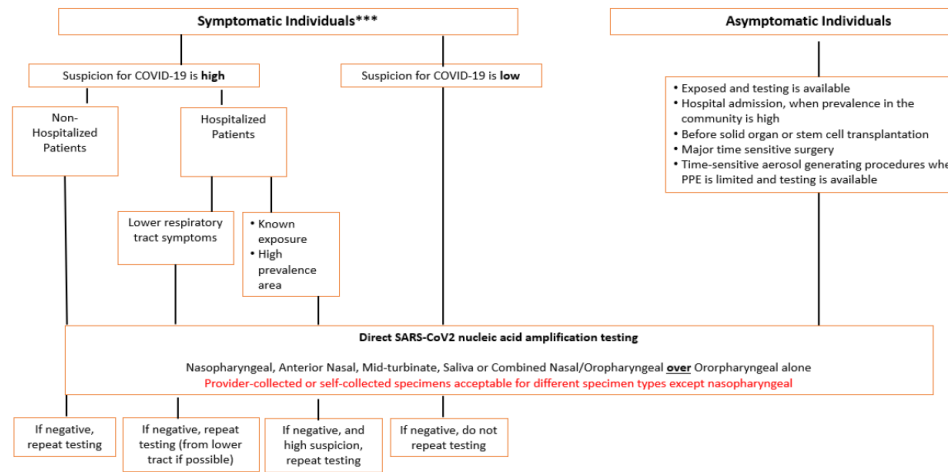 Symptomatic Individuals***
Asymptomatic Individuals
Suspicion for COVID-19 is high
Suspicion for COVID-19 is low
Non-
Hospitalized
Patients
Hospitalized
Patients
• Exposed and testing is available
• Hospital admission, when prevalence in the
community is high
• Before solid organ or stem cell transplantation
• Major time sensitive surgery
• Time-sensitive aerosol generating procedures whe
PPE is limited and testing is available
Lower respiratory
tract symptoms
• Known
exposure
• High
prevalence
area
Direct SARS-CoV2 nucleic acid amplification testing
Nasopharyngeal, Anterior Nasal, Mid-turbinate, Saliva or Combined Nasal/Oropharyngeal over Ororpharyngeal alone
Provider-collected or self-collected specimens acceptable for different specimen types except nasopharyngeal
If negative,
repeat testing
If negative, repeat
testing (from lower
tract if possible)
If negative, and
high suspicion,
repeat testing
If negative, do not
repeat testing